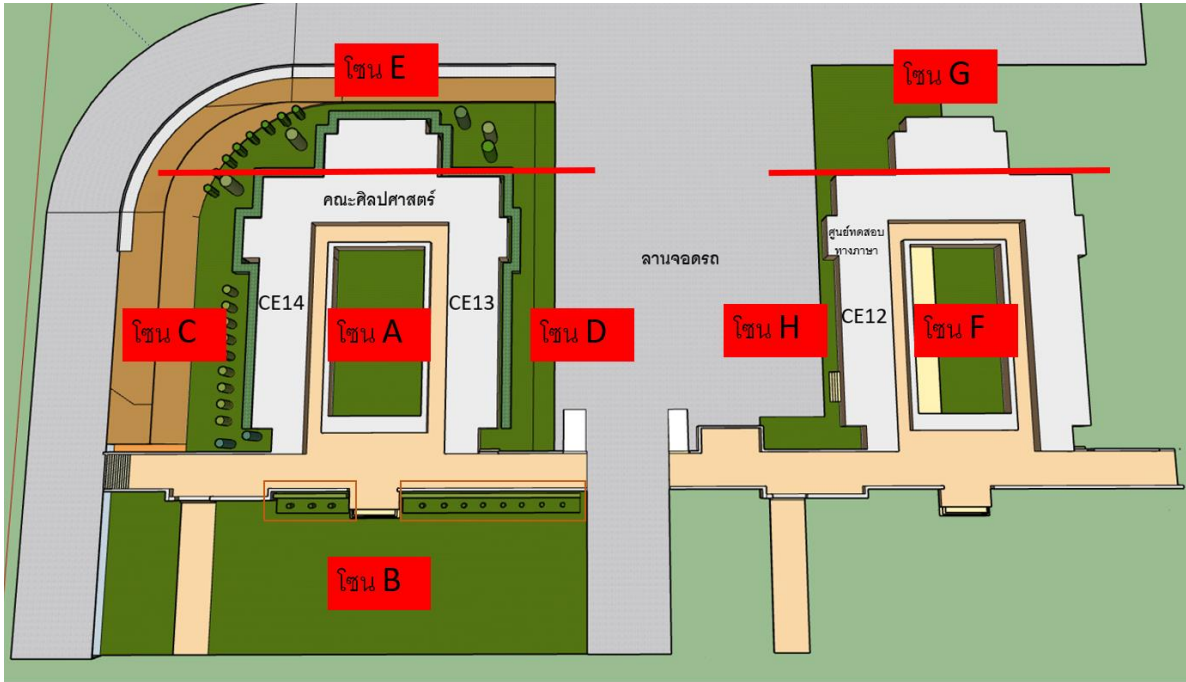 โซน E
โซน G
คณะศิลปศาสตร์
ศูนย์ทดสอบ
ทางภาษา
ลานจอดรถ
CE14
CE13
CE12
โซน C
โซน A
โซน D
โซน H
โซน F
โซน B